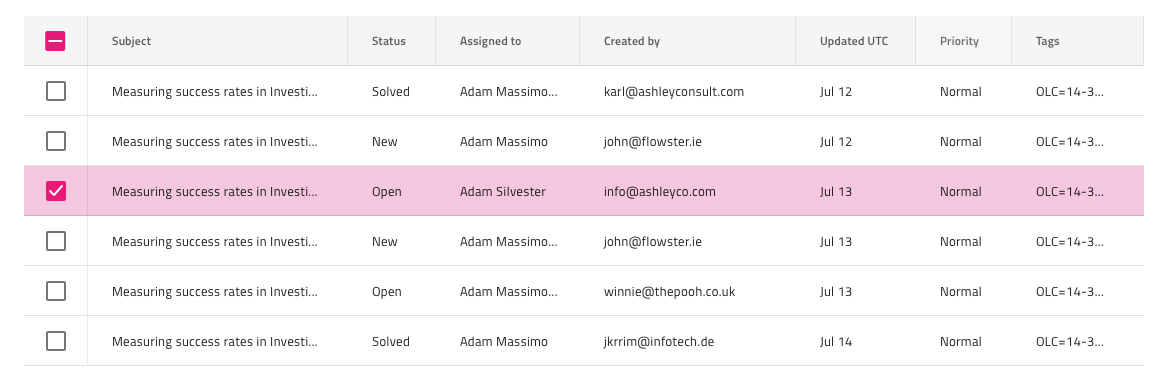 Subject Status Assigned to Created by Updated UTC Priority Tags
Measuring success rates in Investi... Solved Adam Massimo... karl@ashleyconsult.com Jul 12 Normal OLC=14-3...
Measuring success rates in Investi... New Adam Massimo john@flowster.ie Jul 12 Normal OLC=14-3...
Measuring success rates in Investi... Open Adam Silvester info@ashleyco.com Jul 13 Normal OLC=14-3...
Measuring success rates in Investi... New Adam Massimo... john@flowster.ie Jul 13 Normal OLC=14-3...
Measuring success rates in Investi... Open Adam Massimo... winnie@thepooh.co.uk Jul 13 Normal OLC=14-3...
Measuring success rates in Investi... Solved Adam Massimo jkrrim@infotech.de Jul 14 Normal OLC=14-3...